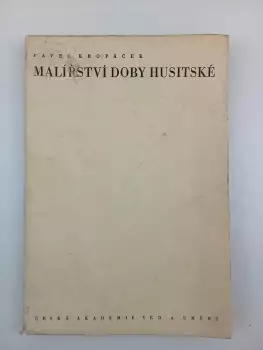 PAVEL KROPÁČEK
MALÍŘSTVÍ DOBY HUSITSKÉ
ČESKÁ AKADEMIE VĚD A UMĚNÍ